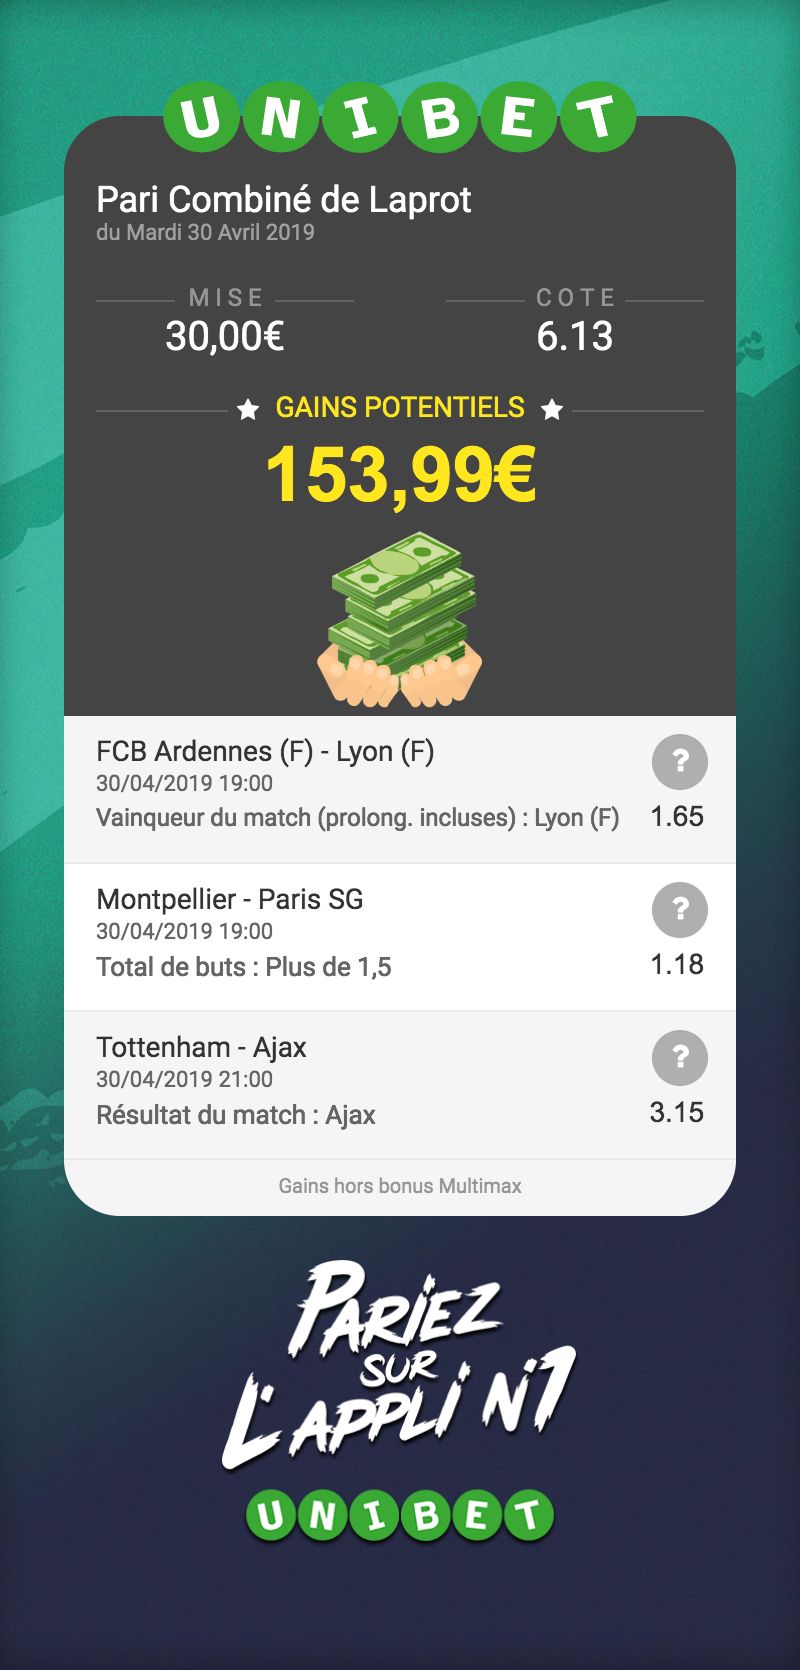 UNIBET
Pari Combiné de Laprot
du Mardi 30 Avril 2019
MISE
COTE
30,00€
6.13
GAINS POTENTIELS
153,99€
FCB Ardennes (F) - Lyon (F)
?
30/04/2019 19:00
Vainqueur du match (prolong. incluses) : Lyon (F)
1.65
Montpellier - Paris SG
?
30/04/2019 19:00
Total de buts : Plus de 1,5
1.18
Tottenham - Ajax
?
30/04/2019 21:00
Résultat du match : Ajax
3.15
Gains hors bonus Multimax
PARIEZ
SUR
L'APPLI N°1
UNIBET